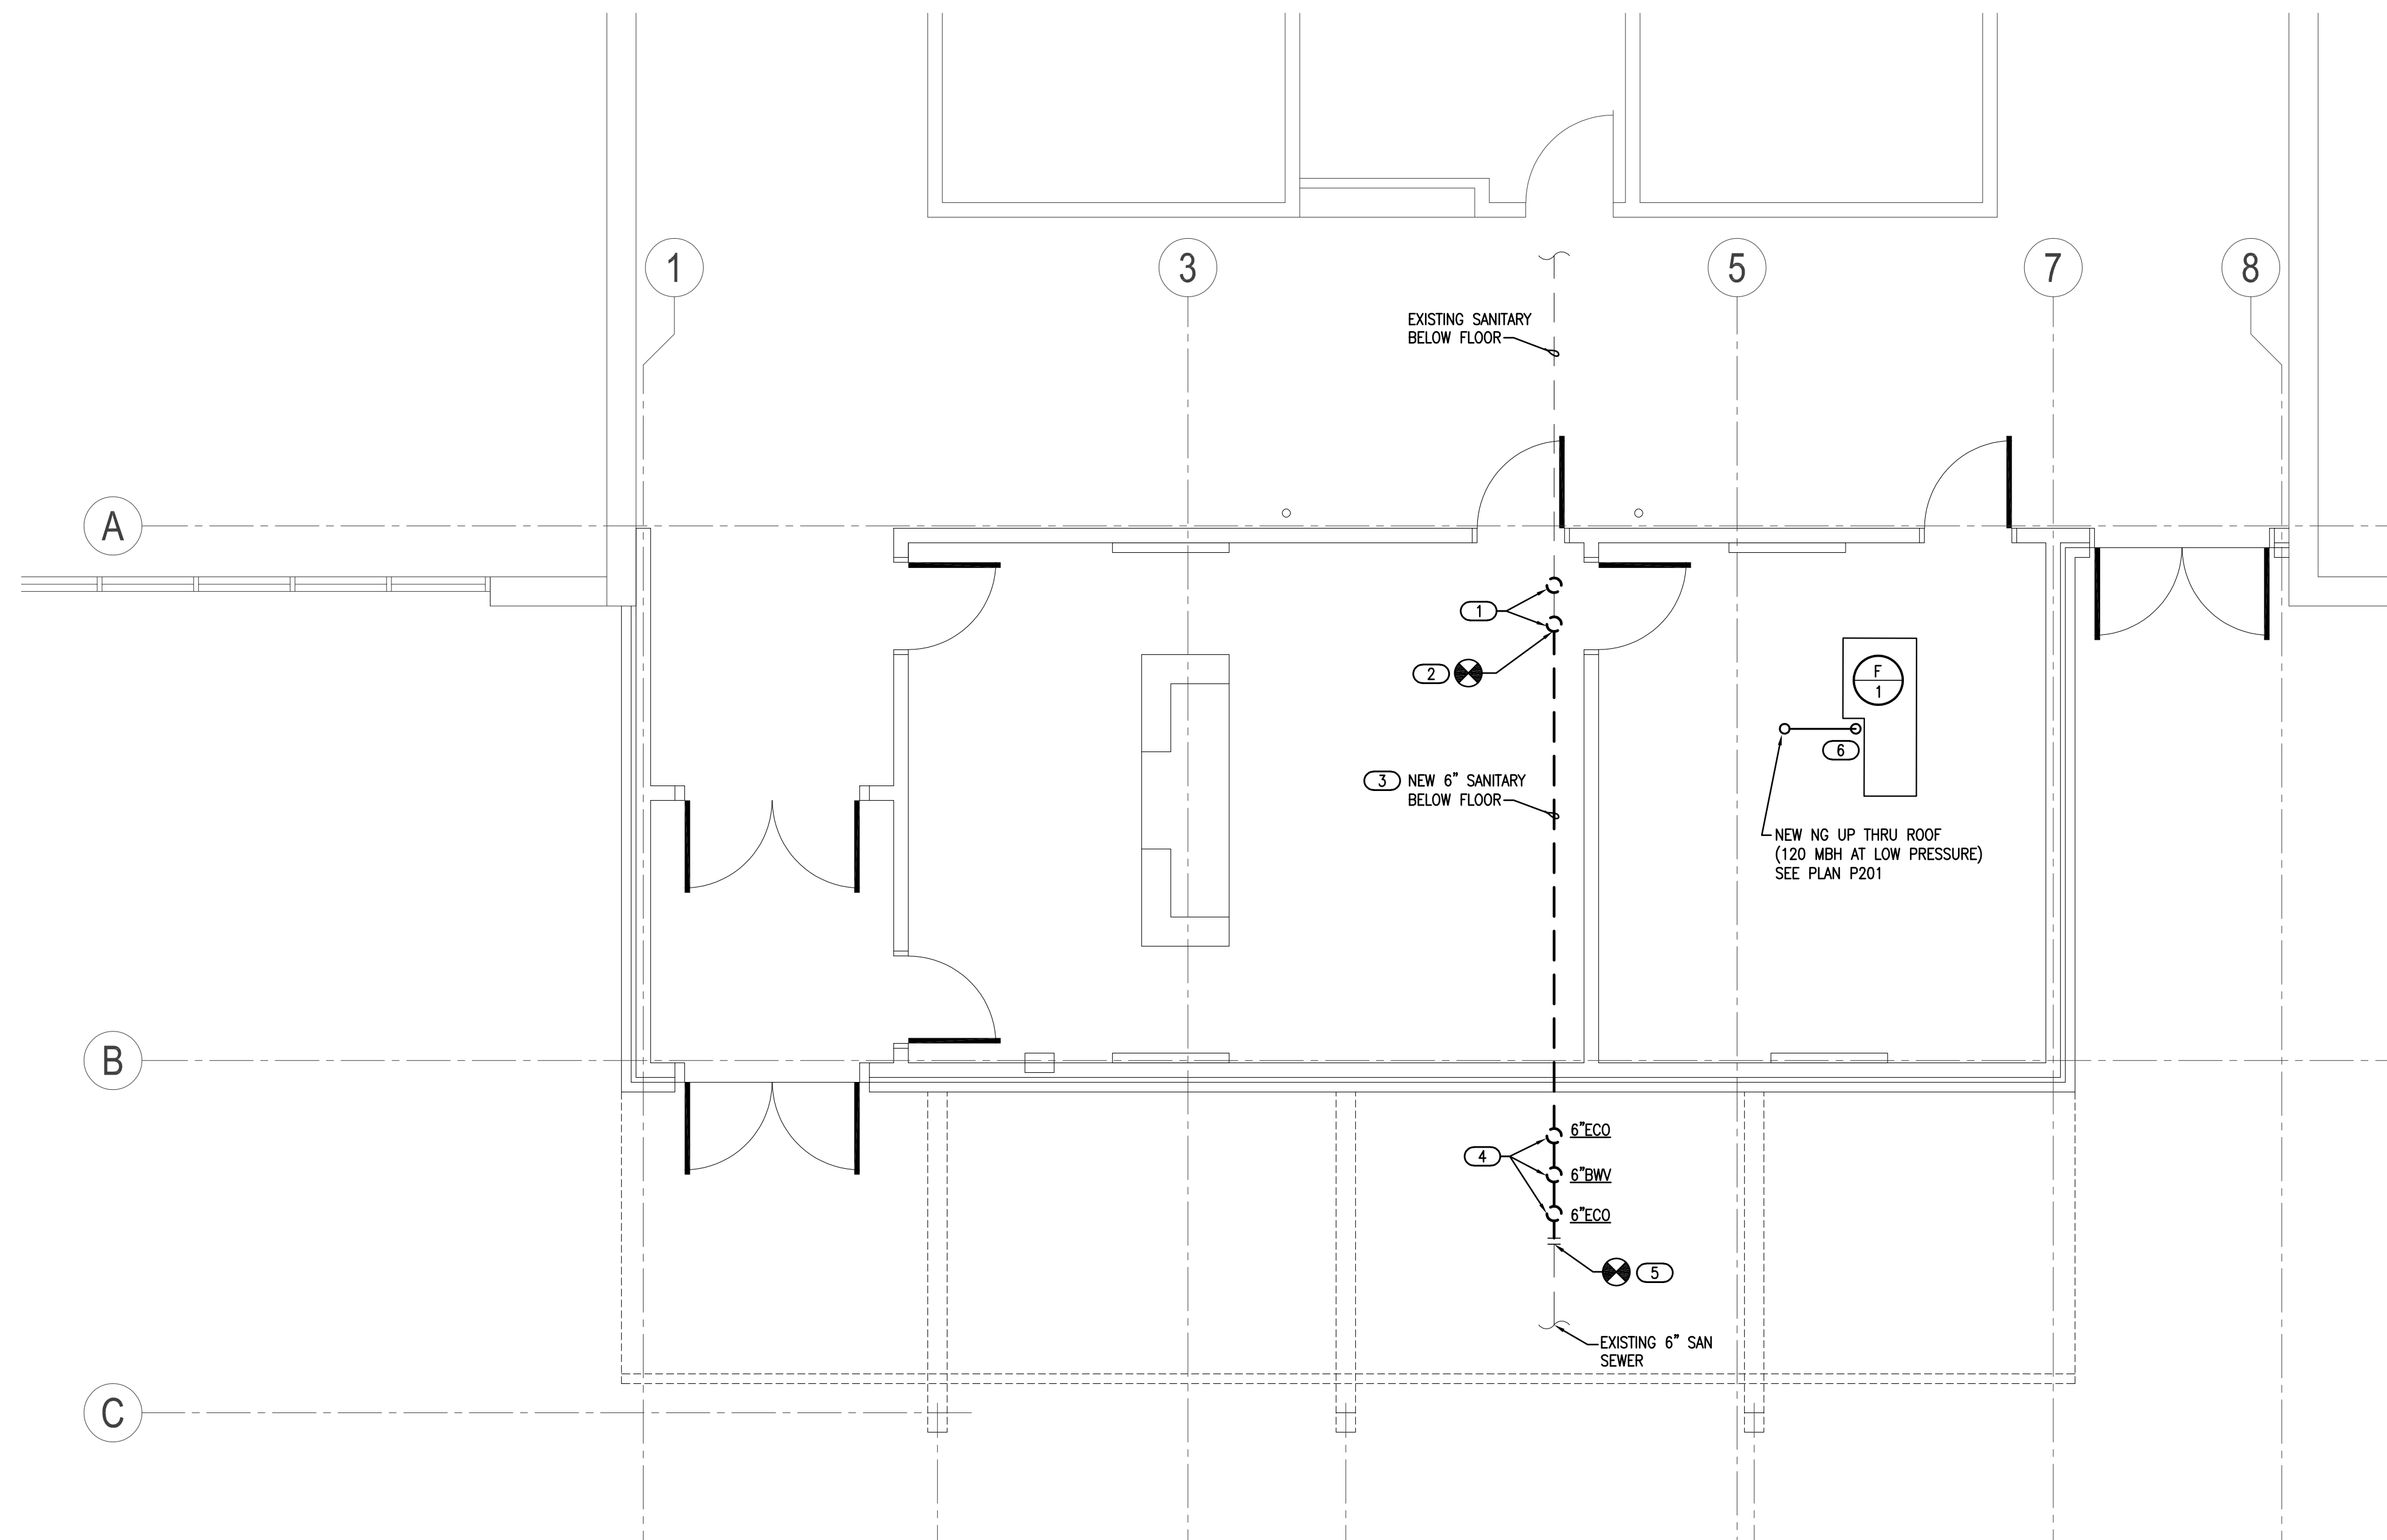 1
3
5
7
8
EXISTING SANITARY
BELOW FLOOR
A
1
2
F
1
6
3 NEW 6" SANITARY
BELOW FLOOR
NEW NG UP THRU ROOF
(120 MBH AT LOW PRESSURE)
SEE PLAN P201
B
6"ECO
4
6"BWV
6"ECO
5
EXISTING 6" SAN
SEWER
C